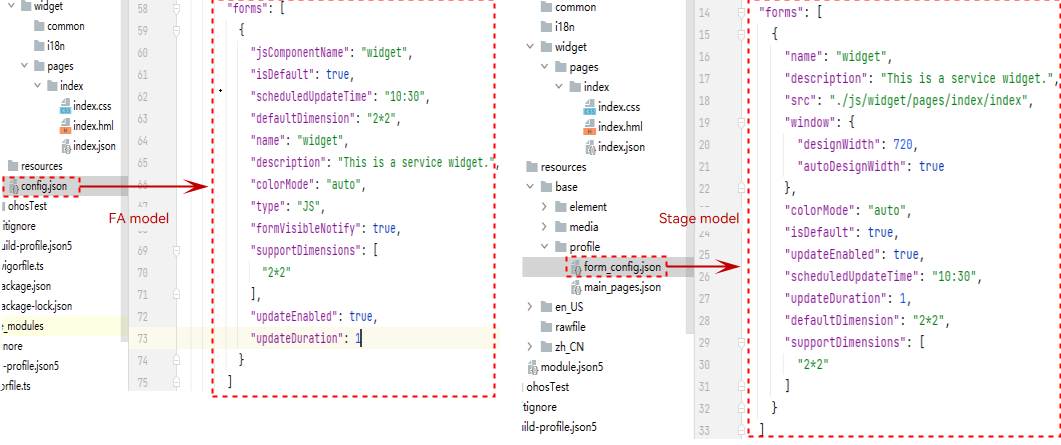 widget
common
i18n
pages
index
index.css
index.hml
index.json
resources
config.json
ohosTest
itignore
uild-profile.json5
vigorfile.ts
ackage.json
ackage-lock.json
e_modules
nore
-profile.json5
orfile.ts
FA model
58 "forms": [
59 {
60 "jsComponentName": "widget",
61 "isDefault": true,
62 "scheduledUpdateTime": "10:30",
63 "defaultDimension": "2*2",
64 "name": "widget",
65 "description": "This is a service widget.",
"colorMode": "auto",
67 "type": "JS",
68 "formVisibleNotify": true,
69 "supportDimensions": [
70 "2*2"
71 ],
72 "updateEnabled": true,
73 "updateDuration": 1
74 }
75 ]
common
i18n
widget
pages
index
index.css
index.hml
index.json
resources
base
element
media
profile
form_config.json
main_pages.json
en_US
rawfile
zh_CN
module.json5
ohosTest
tignore
ild-profile.json5
Stage model
14 "forms": [
15 {
16 "name": "widget",
17 "description": "This is a service widget.",
18 "src": "./js/widget/pages/index/index",
19 "window": {
20 "designWidth": 720,
21 "autoDesignWidth": true
22 },
23 "colorMode": "auto",
24 "isDefault": true,
25 "updateEnabled": true,
26 "scheduledUpdateTime": "10:30",
27 "updateDuration": 1,
28 "defaultDimension": "2*2",
29 "supportDimensions": [
30 "2*2"
31 ]
32 }
33 ]